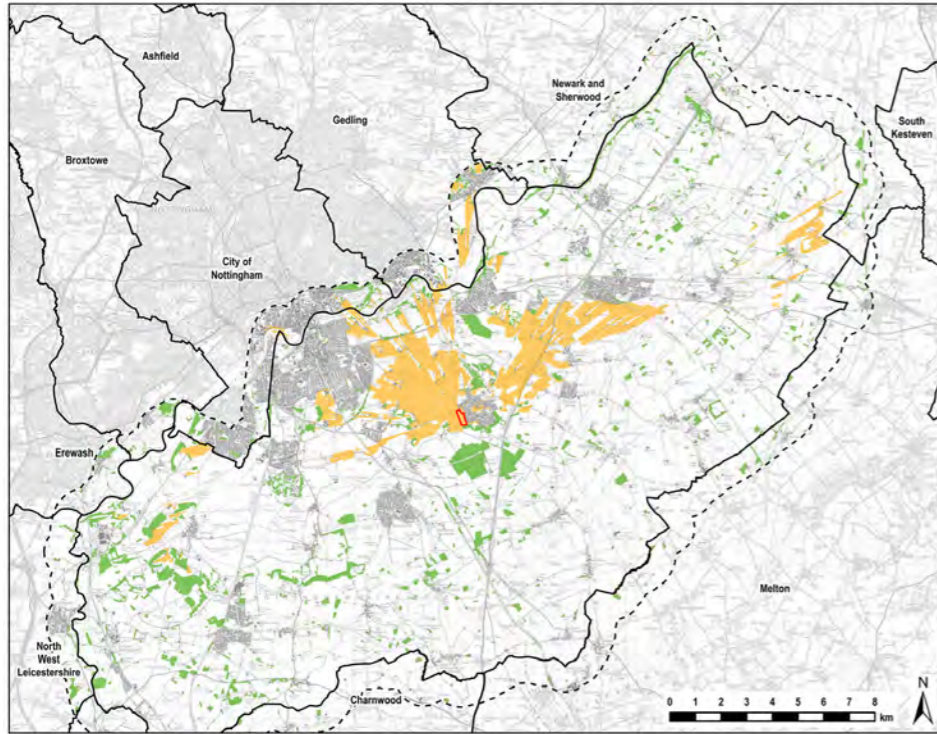 Ashfield
Newark and
Sherwood
Gedling
South
Kesteven
Broxtowe
City of
Nottingham
Erewash
Melton
North
West
Leicestershire
Charnwood
N
0 1 2 3 4 5 6 7 8
km